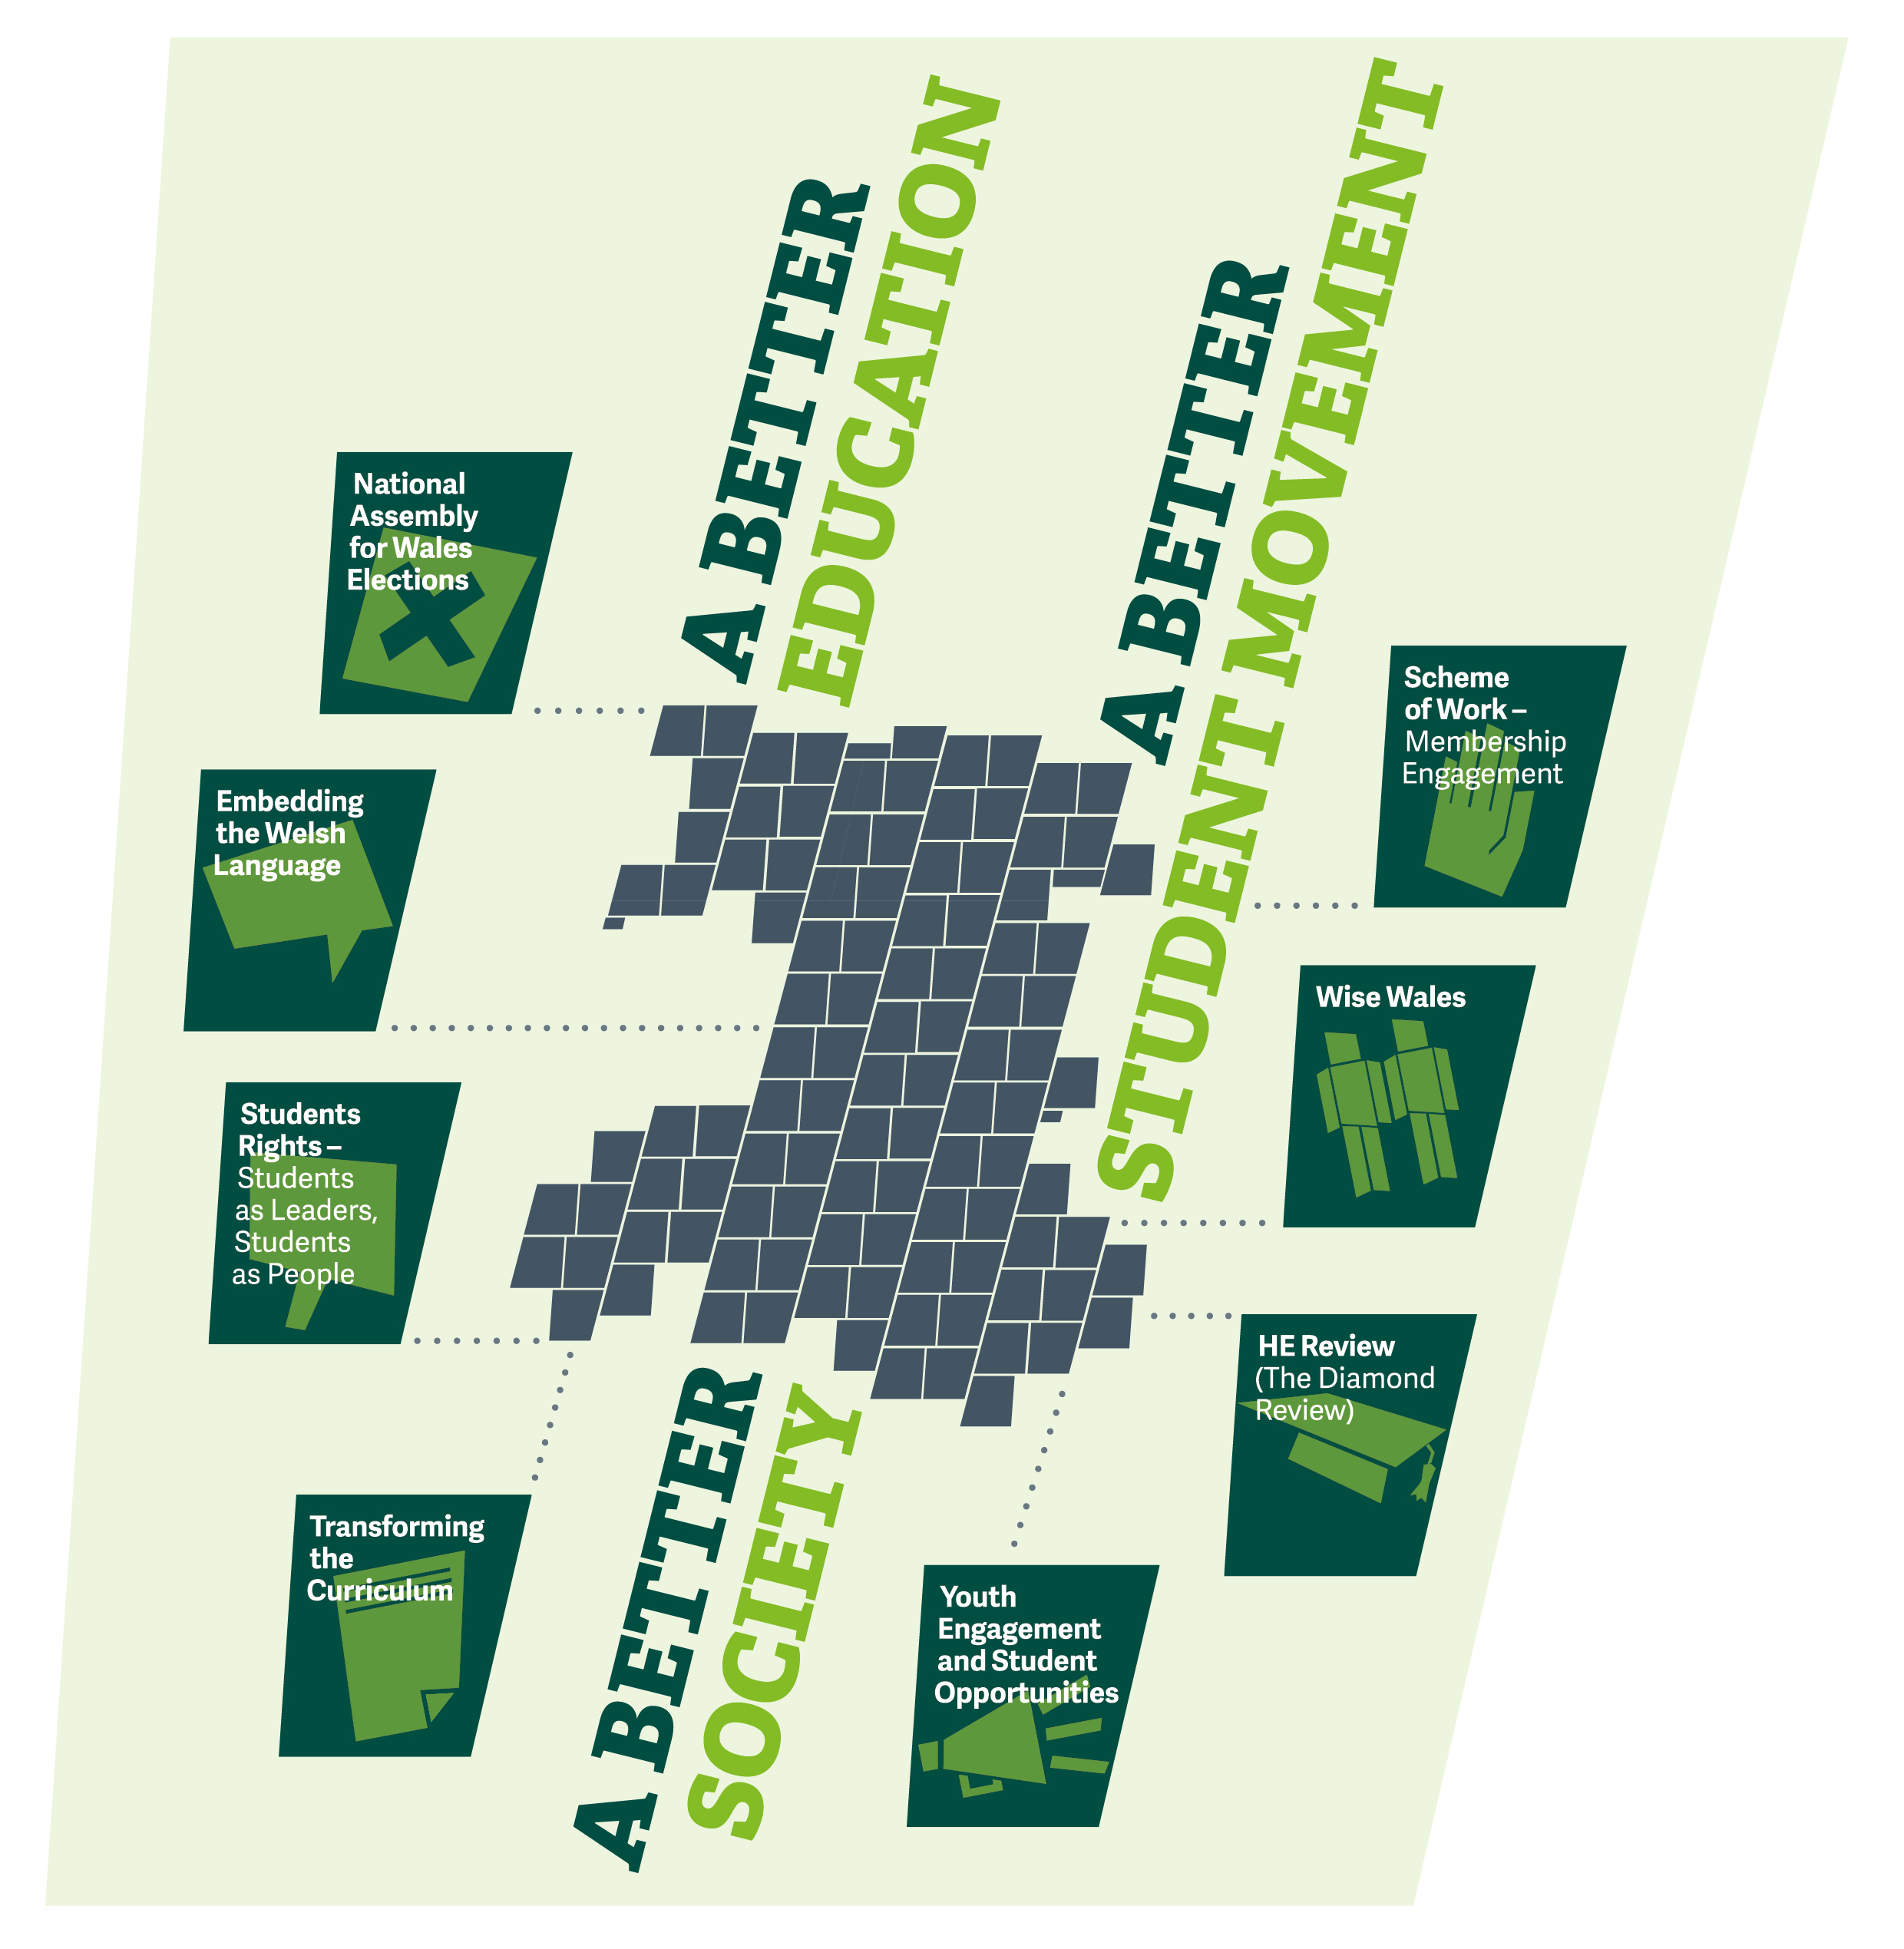 A BETTER
EDUCATION
A BETTER
STUDENT MOVEMENT
National
Assembly
for Wales
Elections
Embedding
the Welsh
Language
Students
Rights –
Students
as Leaders,
Students
as People
Transforming
the
Curriculum
A BETTER
SOCIETY
Scheme
of Work –
Membership
Engagement
Wise Wales
HE Review
(The Diamond
Review)
Youth
Engagement
and Student
Opportunities